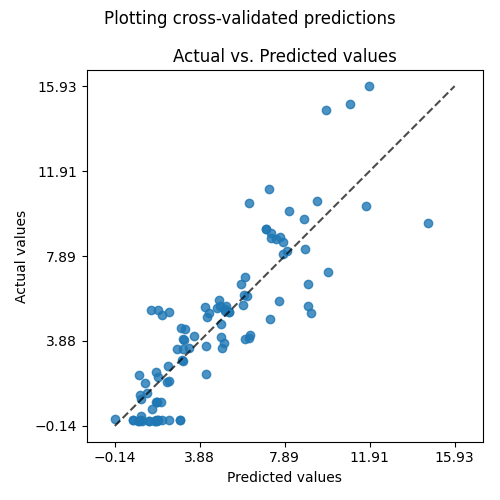 Plotting cross-validated predictions
Actual vs. Predicted values
15.93
11.91
7.89
3.88
−0.14
Actual values
−0.14 3.88 7.89 11.91 15.93
Predicted values